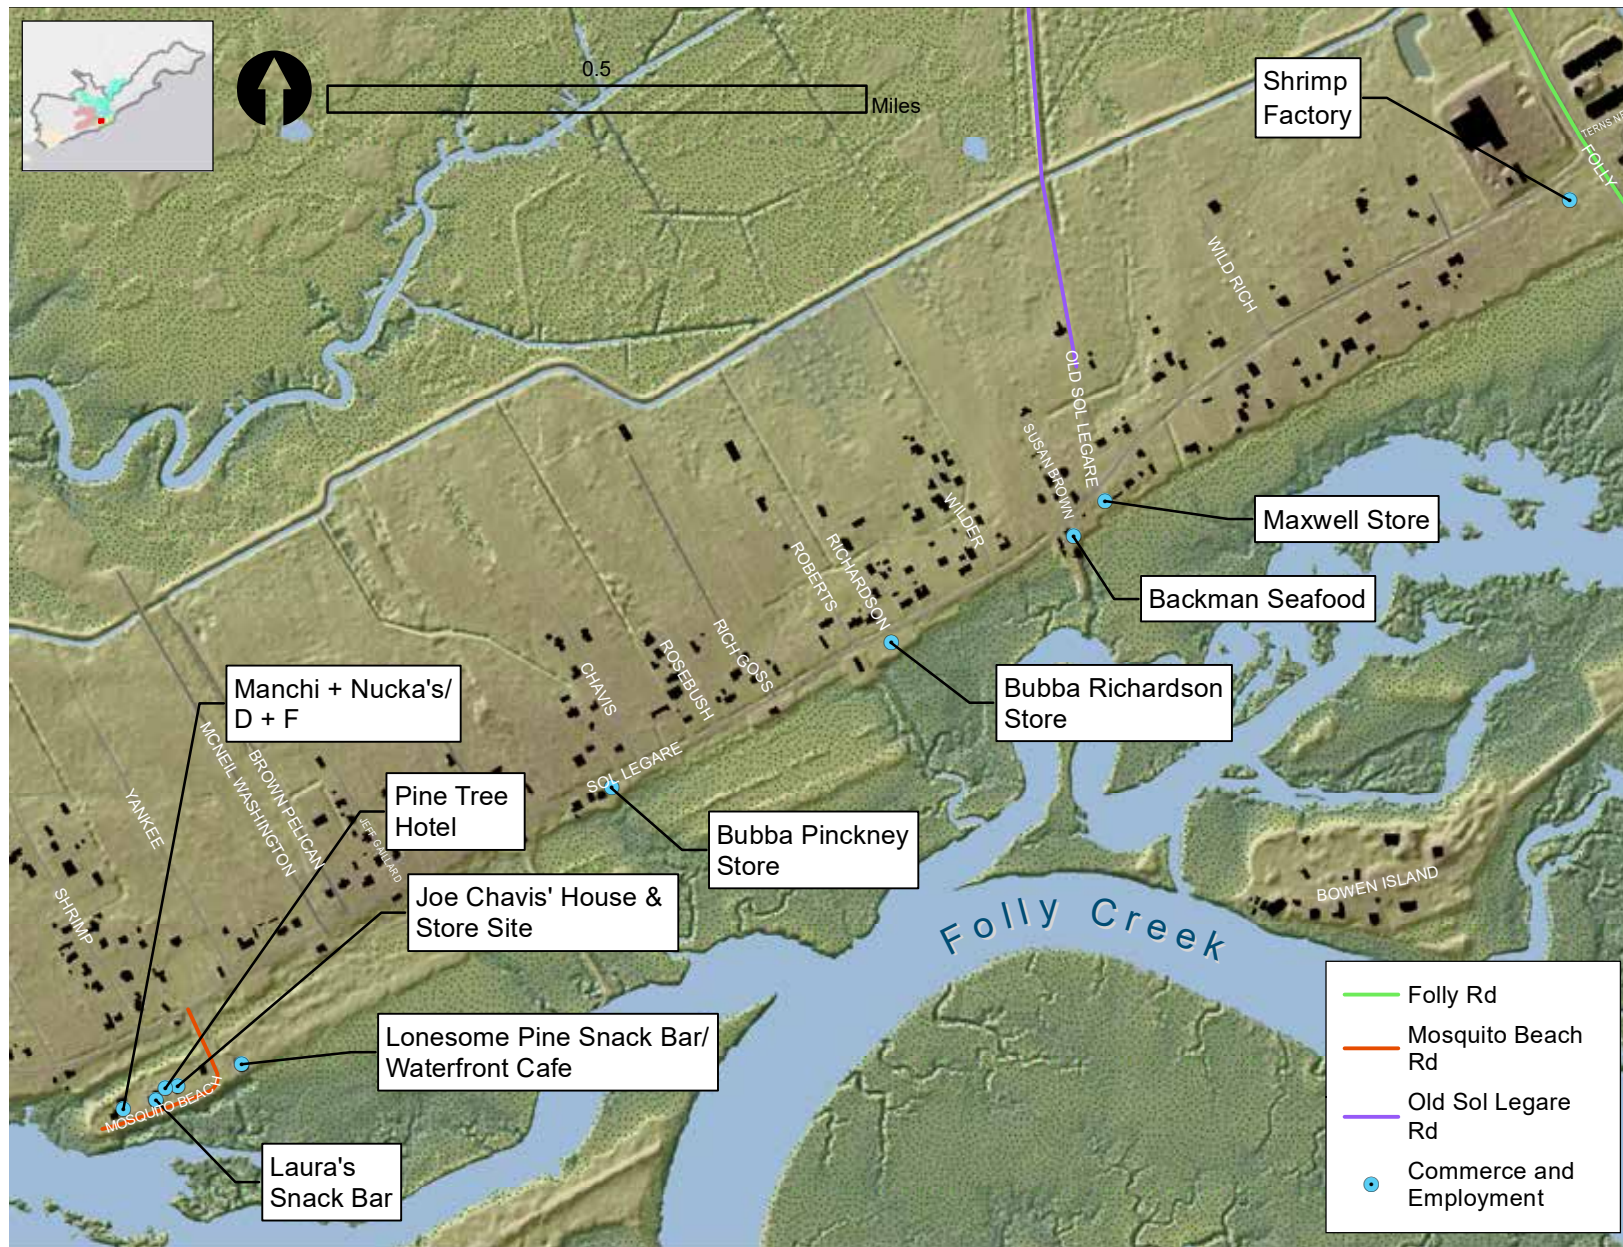 0.5
Miles
Shrimp
Factory
TERNS NE
FOLLY
WILD RICH
OLD SOL LEGARE
SUSAN BROWN
Maxwell Store
WILDER
Backman Seafood
RICHARDSON
ROBERTS
Bubba Richardson
Store
RICH GOSS
ROSEBUSH
CHAVIS
SOL LEGARE
Manchi + Nucka's/
D + F
MCNEIL WASHINGTON
BROWN PELICAN
YANKEE
Pine Tree
Hotel
JEFF GAILLARD
Bubba Pinckney
Store
BOWEN ISLAND
Joe Chavis' House &
Store Site
SHRIMP
Folly Creek
Lonesome Pine Snack Bar/
Waterfront Cafe
MOSQUITO BEACH
Laura's
Snack Bar
Folly Rd
Mosquito Beach
Rd
Old Sol Legare
Rd
Commerce and
Employment